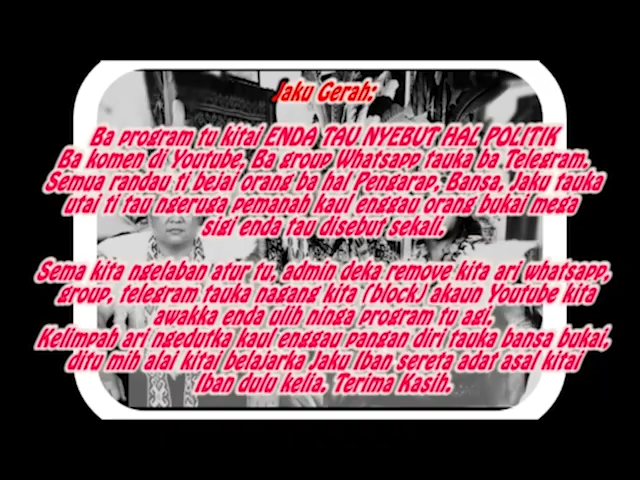 Jaku Gerah:
Ba program tu kitai ENDA TAU NYEBUT HAL POLITIK
Ba komen di Youtube, Ba group Whatsapp tauka ba Telegram.
Semua randau ti bejai orang ba hal Pengarap, Bansa, Jaku tauka
utai ti tau ngeruga pemanah kaul enggau orang bukai mega
sigi enda tau disebut sekali.
Sema kita ngelaban atur tu, admin deka remove kita ari whatsapp,
group, telegram tauka nagang kita (block) akaun Youtube kita
awakka enda ulih ninga program tu agi.
Kelimpah ari ngedutka kaul enggau pangan diri tauka bansa bukai,
ditu mih alai kitai belajarka Jaku Iban sereta adat asal kitai
Iban dulu kelia. Terima Kasih.